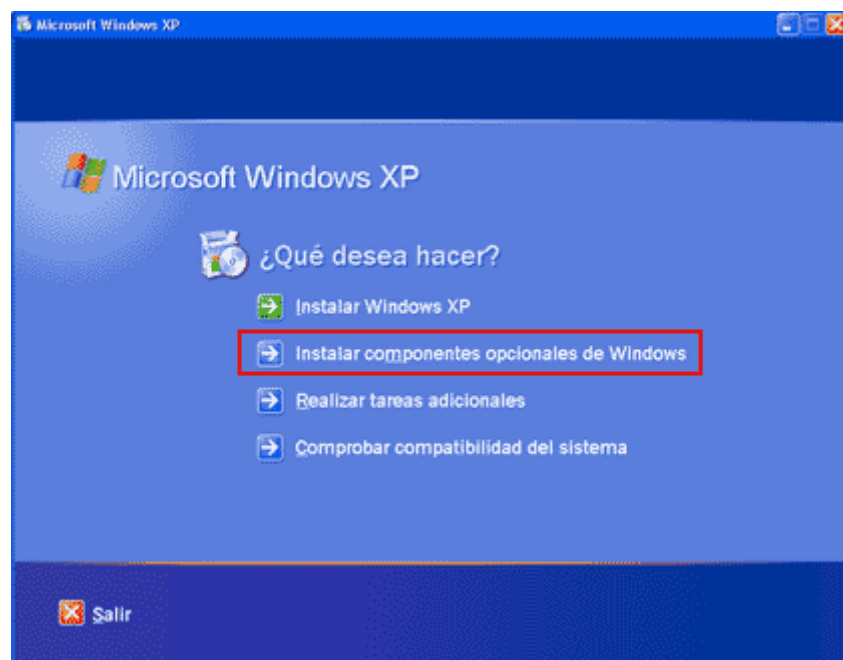 Microsoft Windows XP
Microsoft Windows XP
¿Qué desea hacer?
Instalar Windows XP
Instalar componentes opcionales de Windows
Realizar tareas adicionales
Comprobar compatibilidad del sistema
Salir